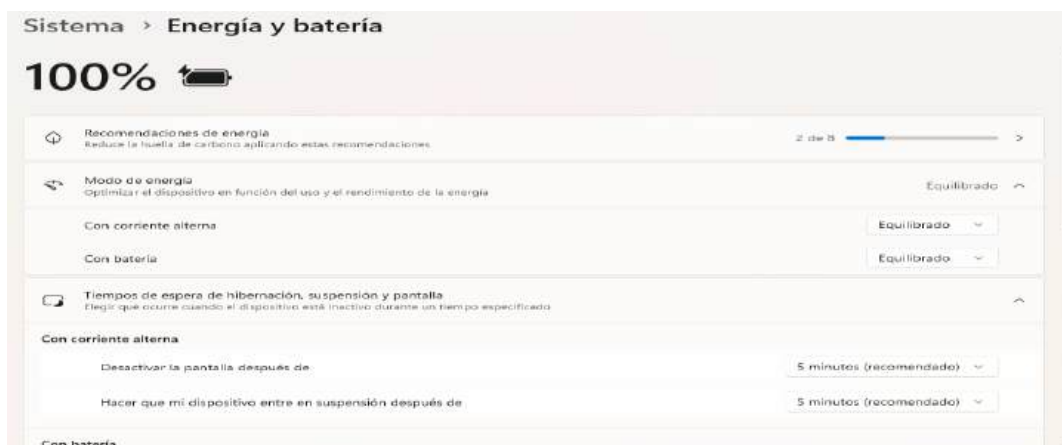 Sistema > Energía y batería
100%
Recomendaciones de energía
Reduce la huella de carbono aplicando estas recomendaciones
2 de 8
Modo de energía
Optimizar el dispositivo en función del uso y el rendimiento de la energía
Equilibrado
Con corriente alterna
Equilibrado
Con batería
Equilibrado
Tiempos de espera de hibernación, suspensión y pantalla
Elegir qué ocurre cuando el dispositivo está inactivo durante un tiempo especificado
Con corriente alterna
Desactivar la pantalla después de
5 minutos (recomendado)
Hacer que mi dispositivo entre en suspensión después de
5 minutos (recomendado)
Con batería